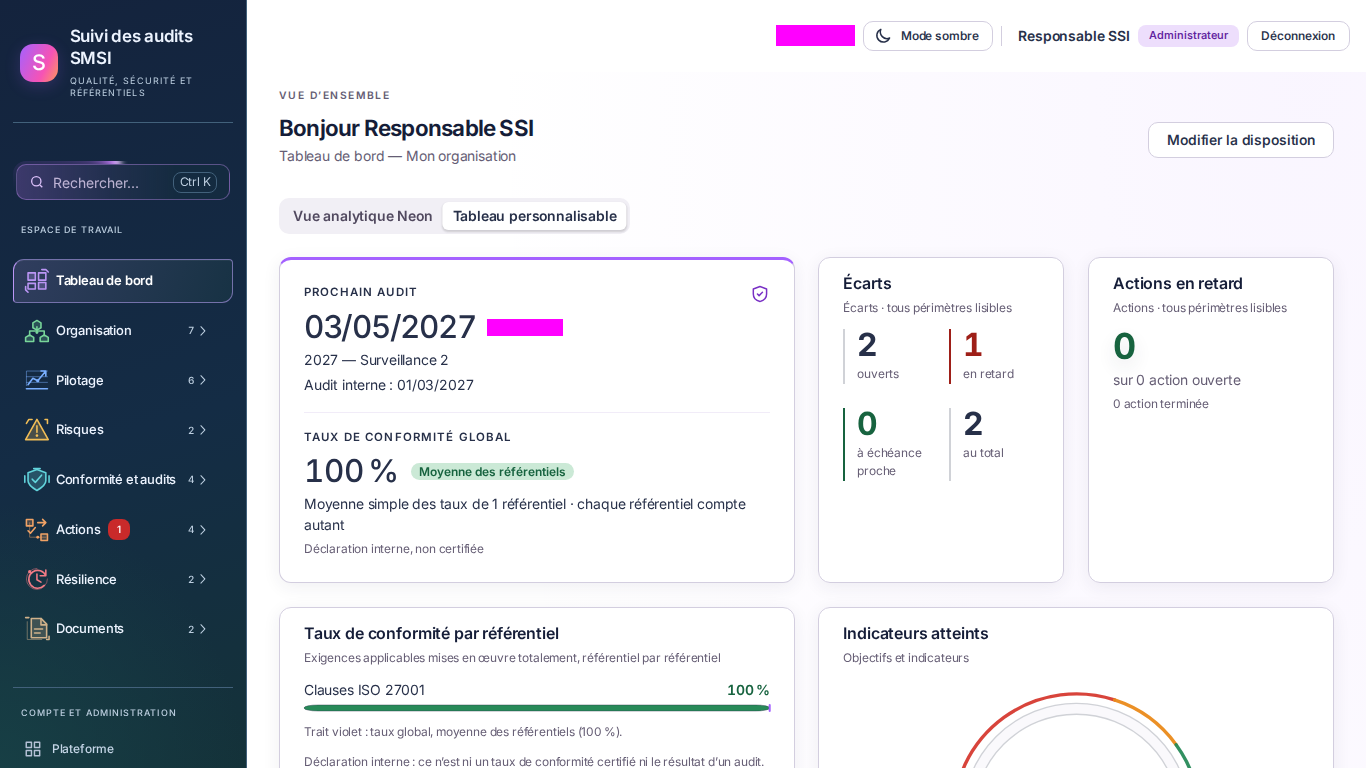 Suivi des audits
SMSI
QUALITÉ, SÉCURITÉ ET
RÉFÉRENTIELS
Rechercher...
Ctrl K
ESPACE DE TRAVAIL
Tableau de bord
Organisation 7
Pilotage 6
Risques 2
Conformité et audits 4
Actions 1 4
Résilience 2
Documents 2
COMPTE ET ADMINISTRATION
Plateforme
Mode sombre
Responsable SSI
Administrateur
Déconnexion
VUE D'ENSEMBLE
Bonjour Responsable SSI
Tableau de bord — Mon organisation
Modifier la disposition
Vue analytique Neon
Tableau personnalisable
PROCHAIN AUDIT
03/05/2027
2027 — Surveillance 2
Audit interne : 01/03/2027
TAUX DE CONFORMITÉ GLOBAL
100 % Moyenne des référentiels
Moyenne simple des taux de 1 référentiel · chaque référentiel compte
autant
Déclaration interne, non certifiée
Écarts
Écarts · tous périmètres lisibles
2
ouverts
1
en retard
0
à échéance
proche
2
au total
Actions en retard
Actions · tous périmètres lisibles
0
sur 0 action ouverte
0 action terminée
Taux de conformité par référentiel
Exigences applicables mises en œuvre totalement, référentiel par référentiel
Clauses ISO 27001 100 %
Trait violet : taux global, moyenne des référentiels (100 %).
Déclaration interne : ce n'est ni un taux de conformité certifié ni le résultat d'un audit.
Indicateurs atteints
Objectifs et indicateurs
S